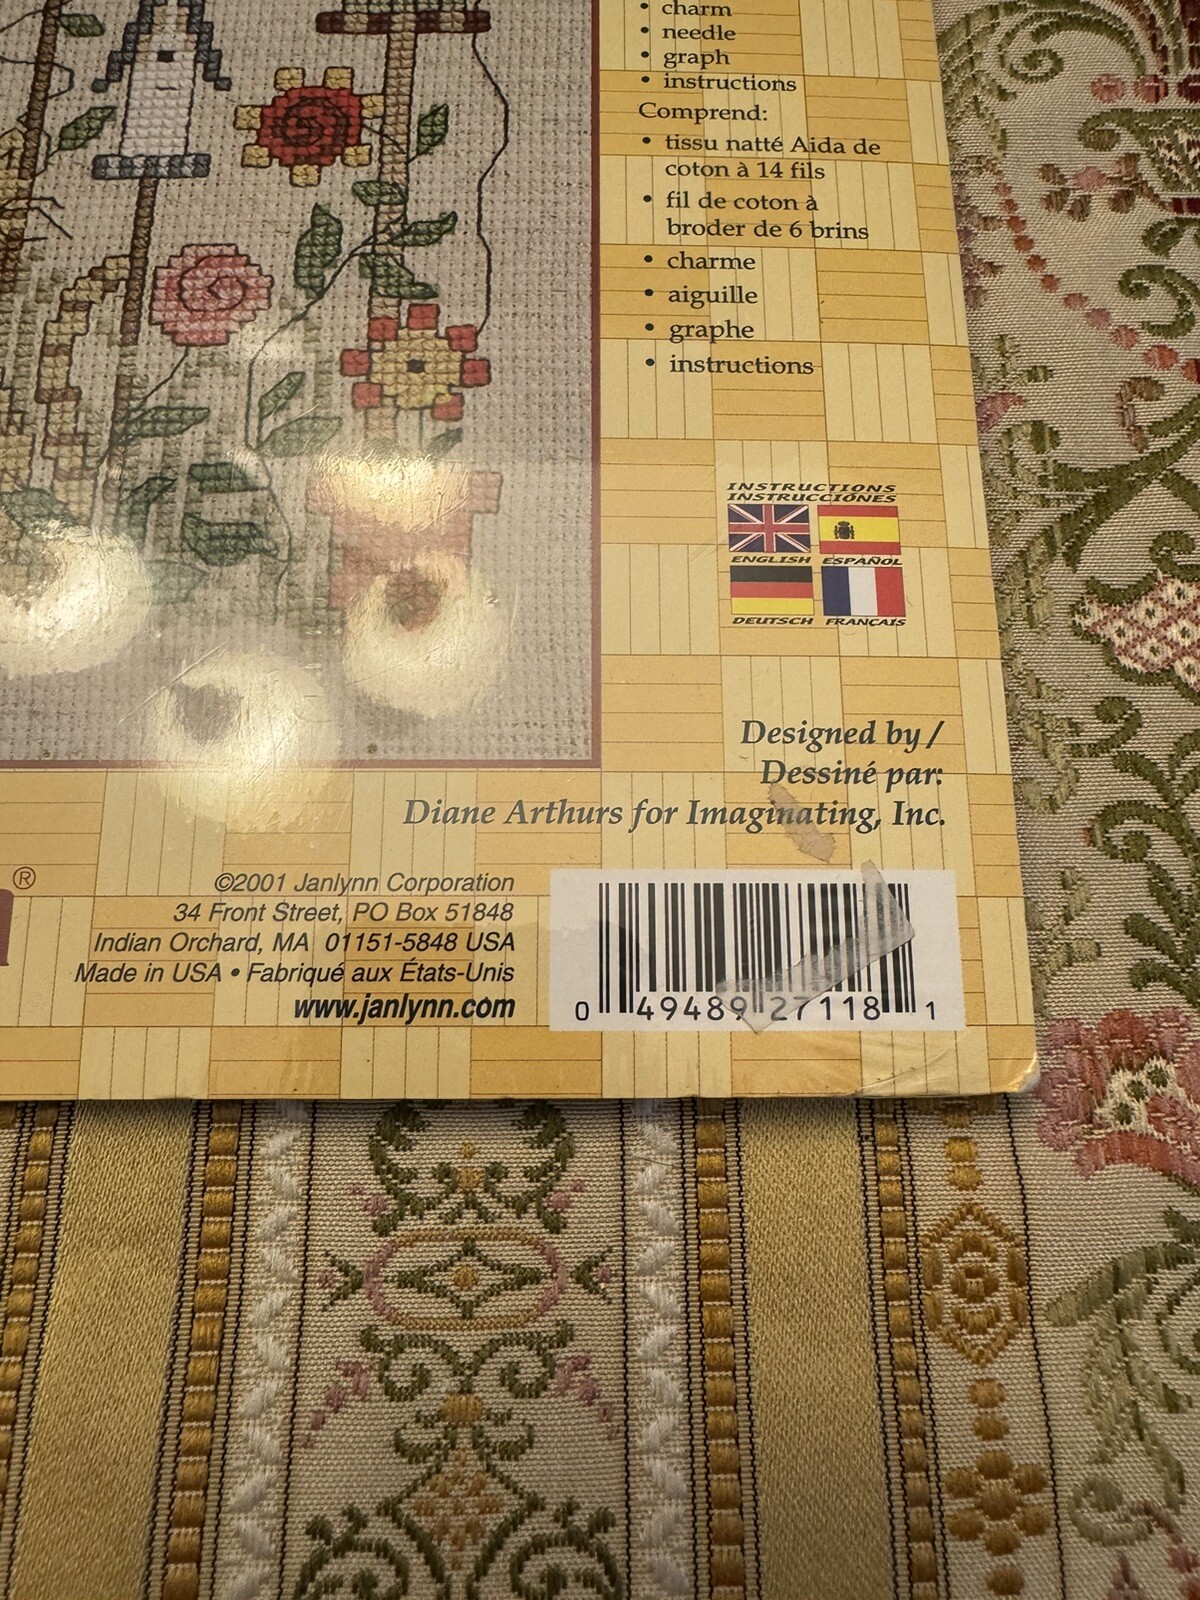 • charm
• needle
• graph
• instructions
Comprend:
• tissu natté Aida de
coton à 14 fils
• fil de coton à
broder de 6 brins
• charme
• aiguille
• graphe
• instructions
INSTRUCTIONS
INSTRUCCIÓNES
ENGLISH ESPAÑOL
DEUTSCH FRANÇAIS
Designed by/
Dessiné par:
Diane Arthurs for Imaginating, Inc.
®
©2001 Janlynn Corporation
34 Front Street, PO Box 51848
Indian Orchard, MA 01151-5848 USA
Made in USA • Fabriqué aux États-Unis
www.janlynn.com
0 49489 27118 1